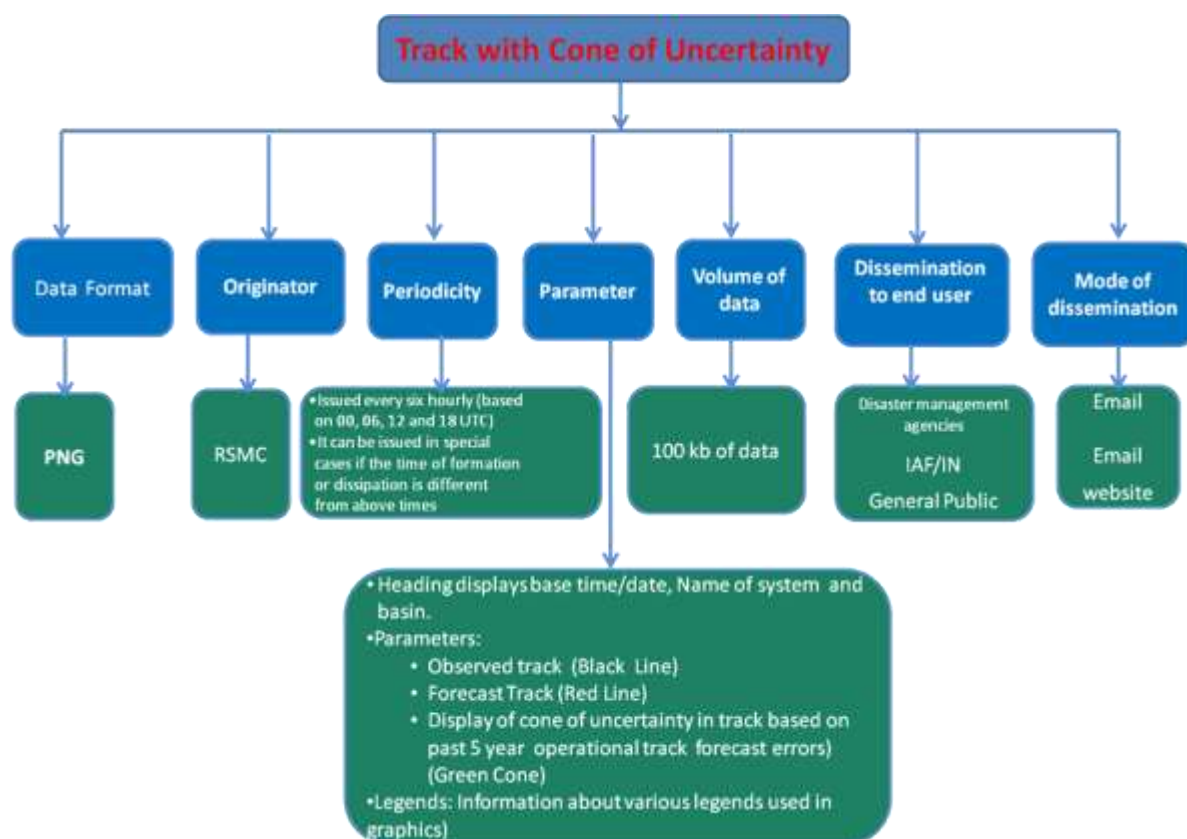 Track with Cone of Uncertainty
Data Format
Originator
Periodicity
Parameter
Volume of
data
Dissemination
to end user
Mode of
dissemination
PNG
RSMC
•Issued every six hourly (based
on 00, 06, 12 and 18 UTC)
•It can be issued in special
cases if the time of formation
or dissipation is different
from above times
100 kb of data
Disaster management
agencies
IAF/IN
General Public
Email
Email
website
•Heading displays base time/date, Name of system and
basin.
•Parameters:
• Observed track (Black Line)
• Forecast Track (Red Line)
• Display of cone of uncertainty in track based on
past 5 year operational track forecast errors)
(Green Cone)
•Legends: Information about various legends used in
graphics)